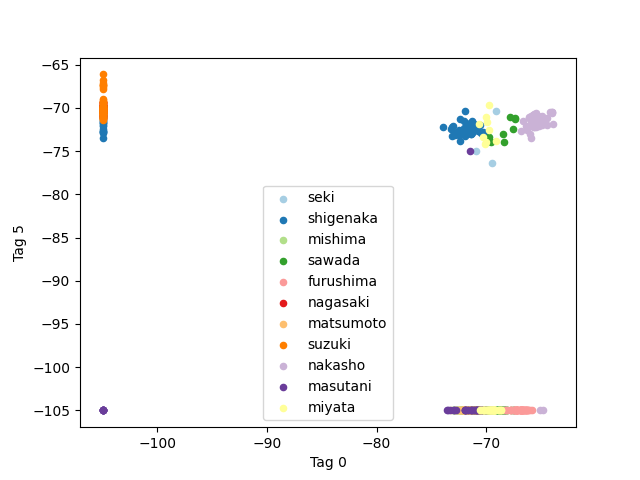 −65
−70
−75
−80
−85
−90
−95
−100
−105
Tag 5
seki
shigenaka
mishima
sawada
furushima
nagasaki
matsumoto
suzuki
nakasho
masutani
miyata
−100 −90 −80 −70
Tag 0